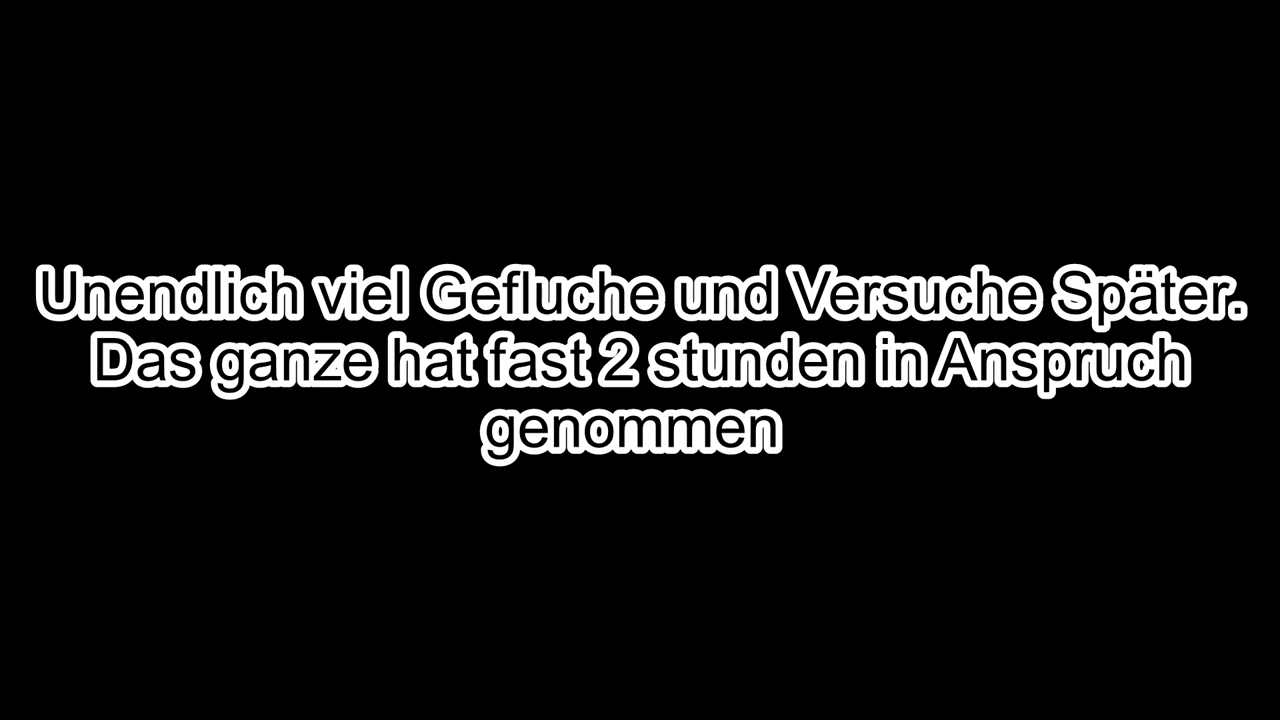 Unendlich viel Gefluche und Versuche Später.
Das ganze hat fast 2 stunden in Anspruch
genommen